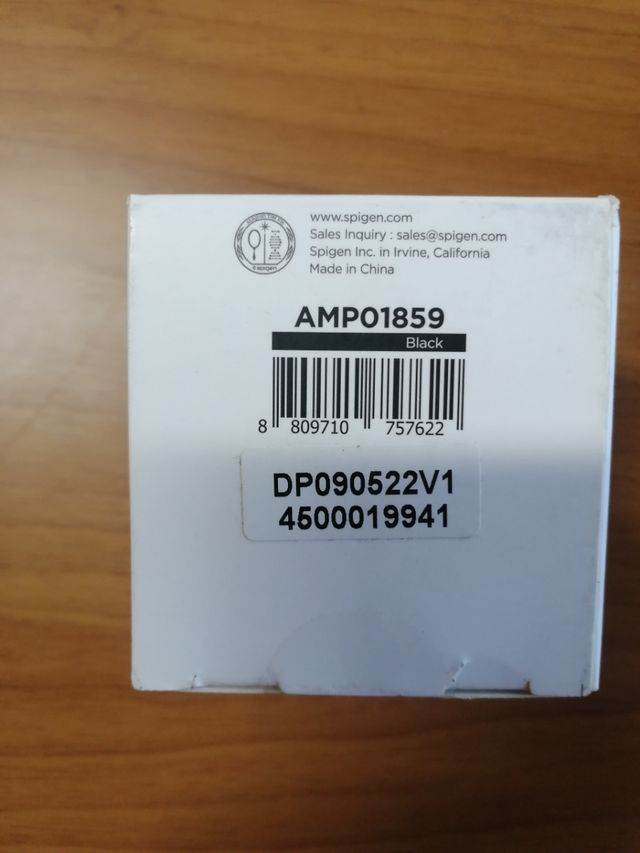 www.spigen.com
Sales Inquiry : sales@spigen.com
Spigen Inc. in Irvine, California
Made in China
AMP01859
Black
8 809710 757622
DP090522V1
4500019941